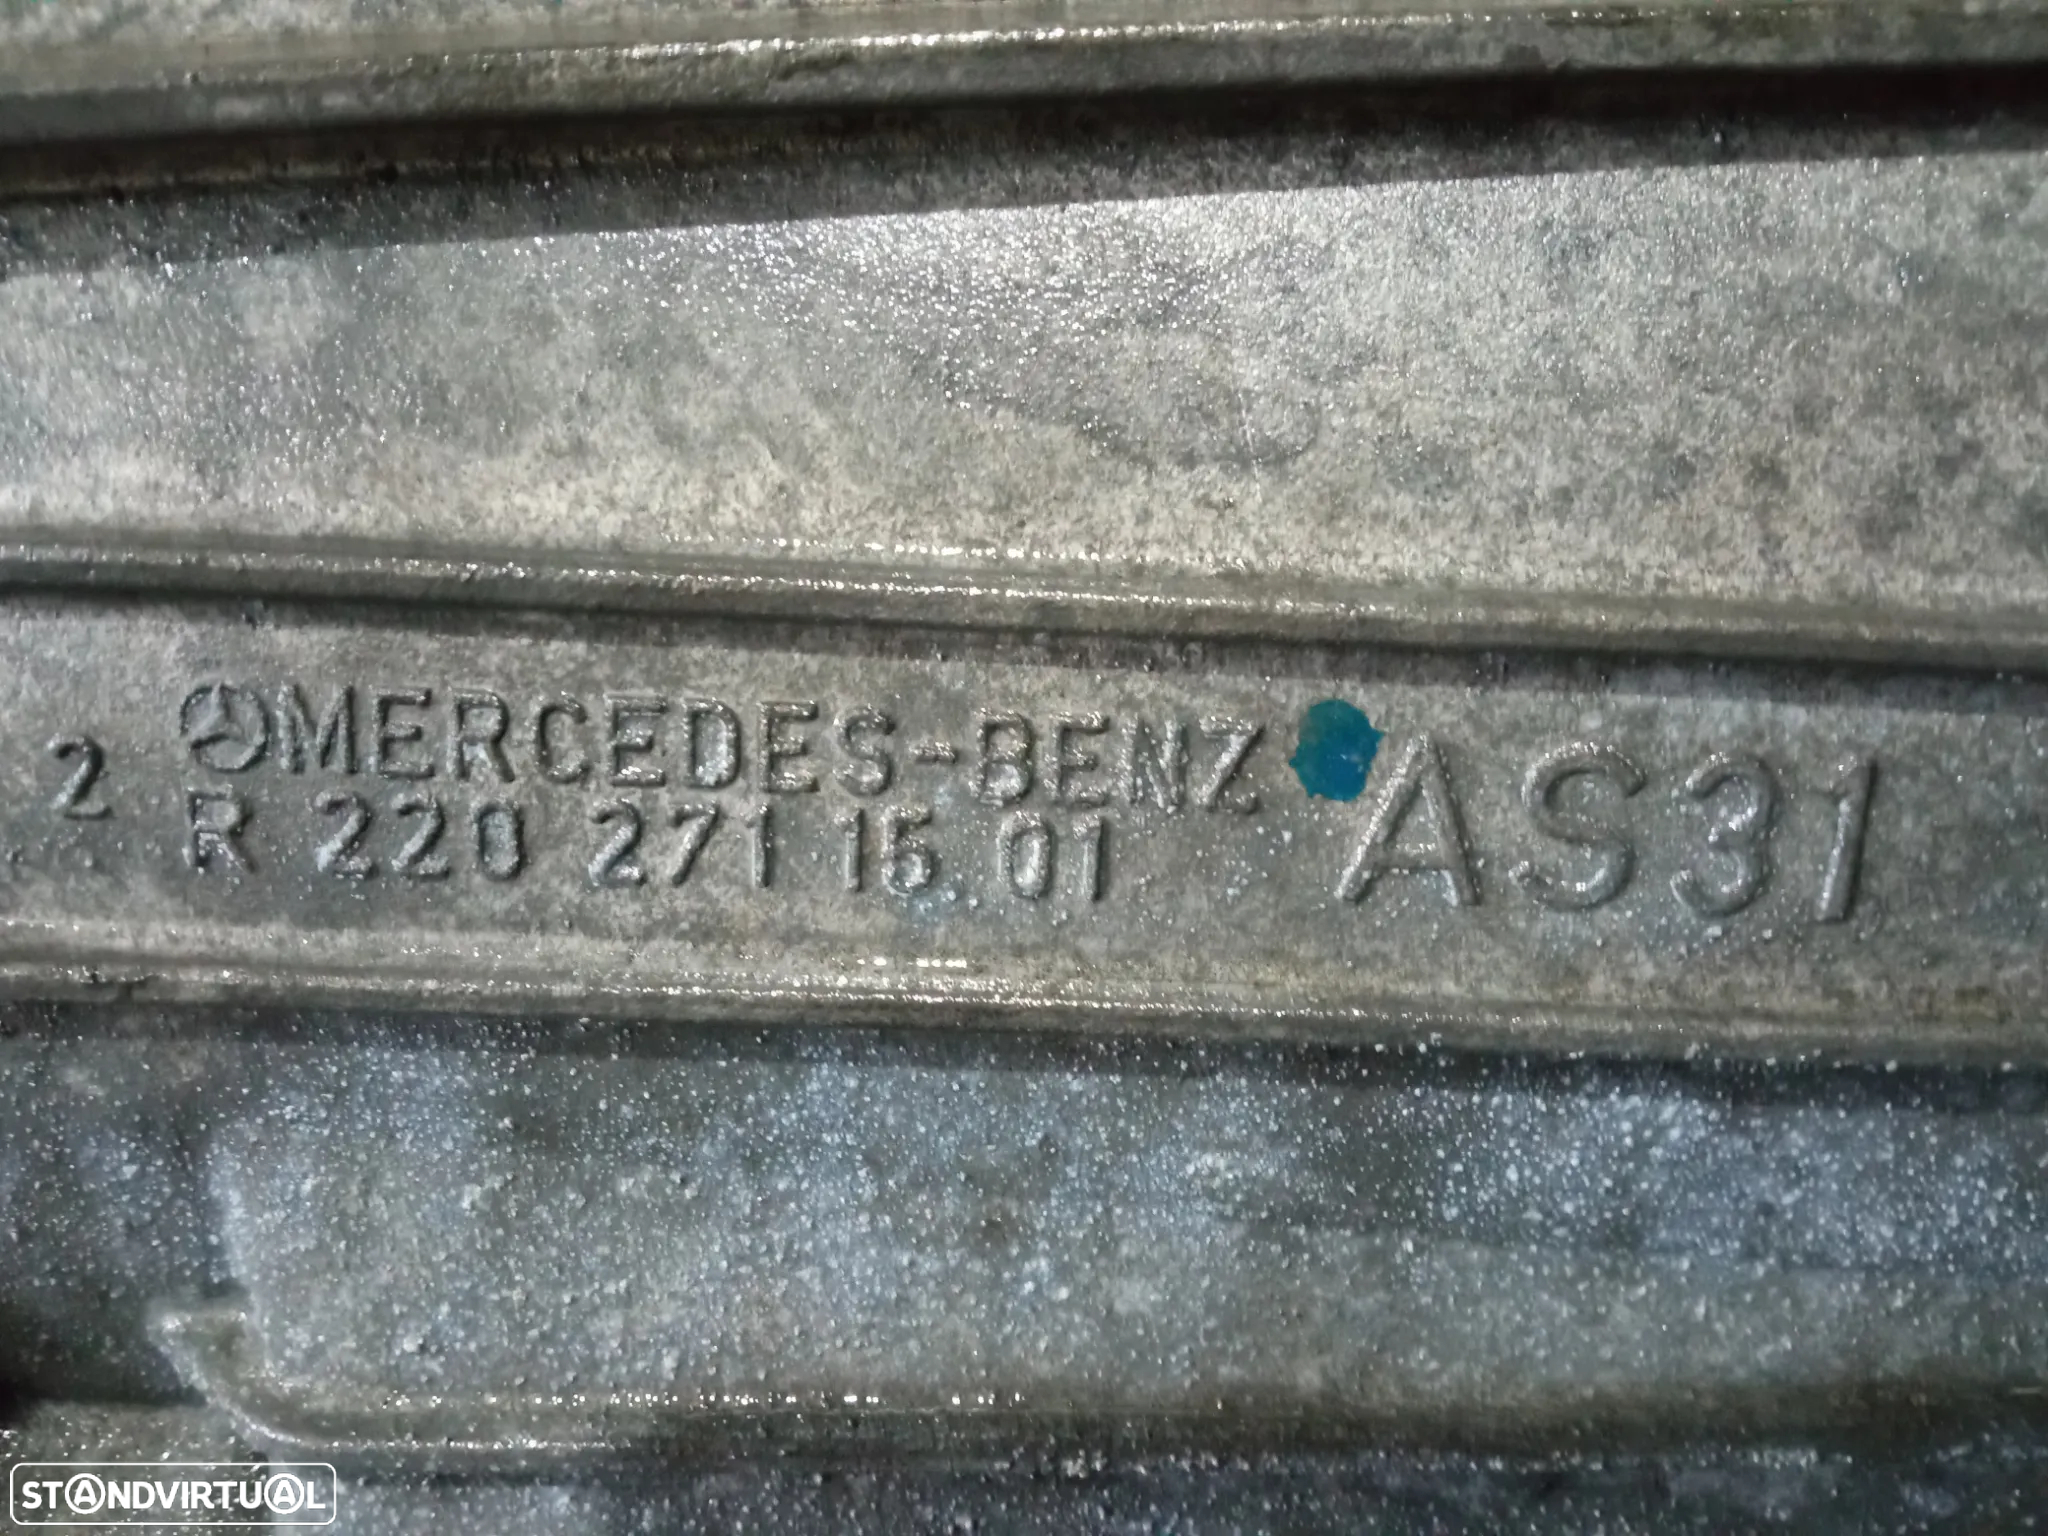 2
MERCEDES-BENZ
R 220 271 15 01
AS31
STANDVIRTUAL